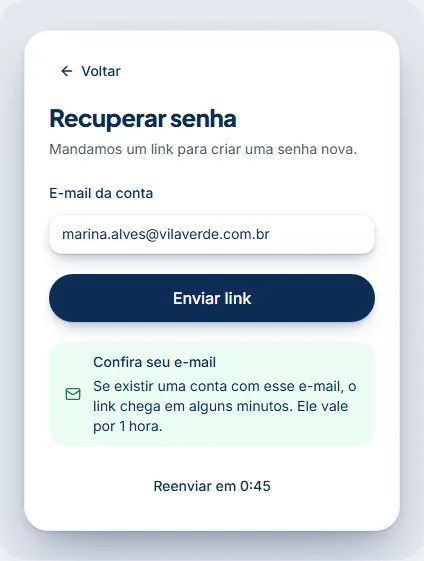 Voltar
Recuperar senha
Mandamos um link para criar uma senha nova.
E-mail da conta
marina.alves@vilaverde.com.br
Enviar link
Confira seu e-mail
Se existir uma conta com esse e-mail, o
link chega em alguns minutos. Ele vale
por 1 hora.
Reenviar em 0:45